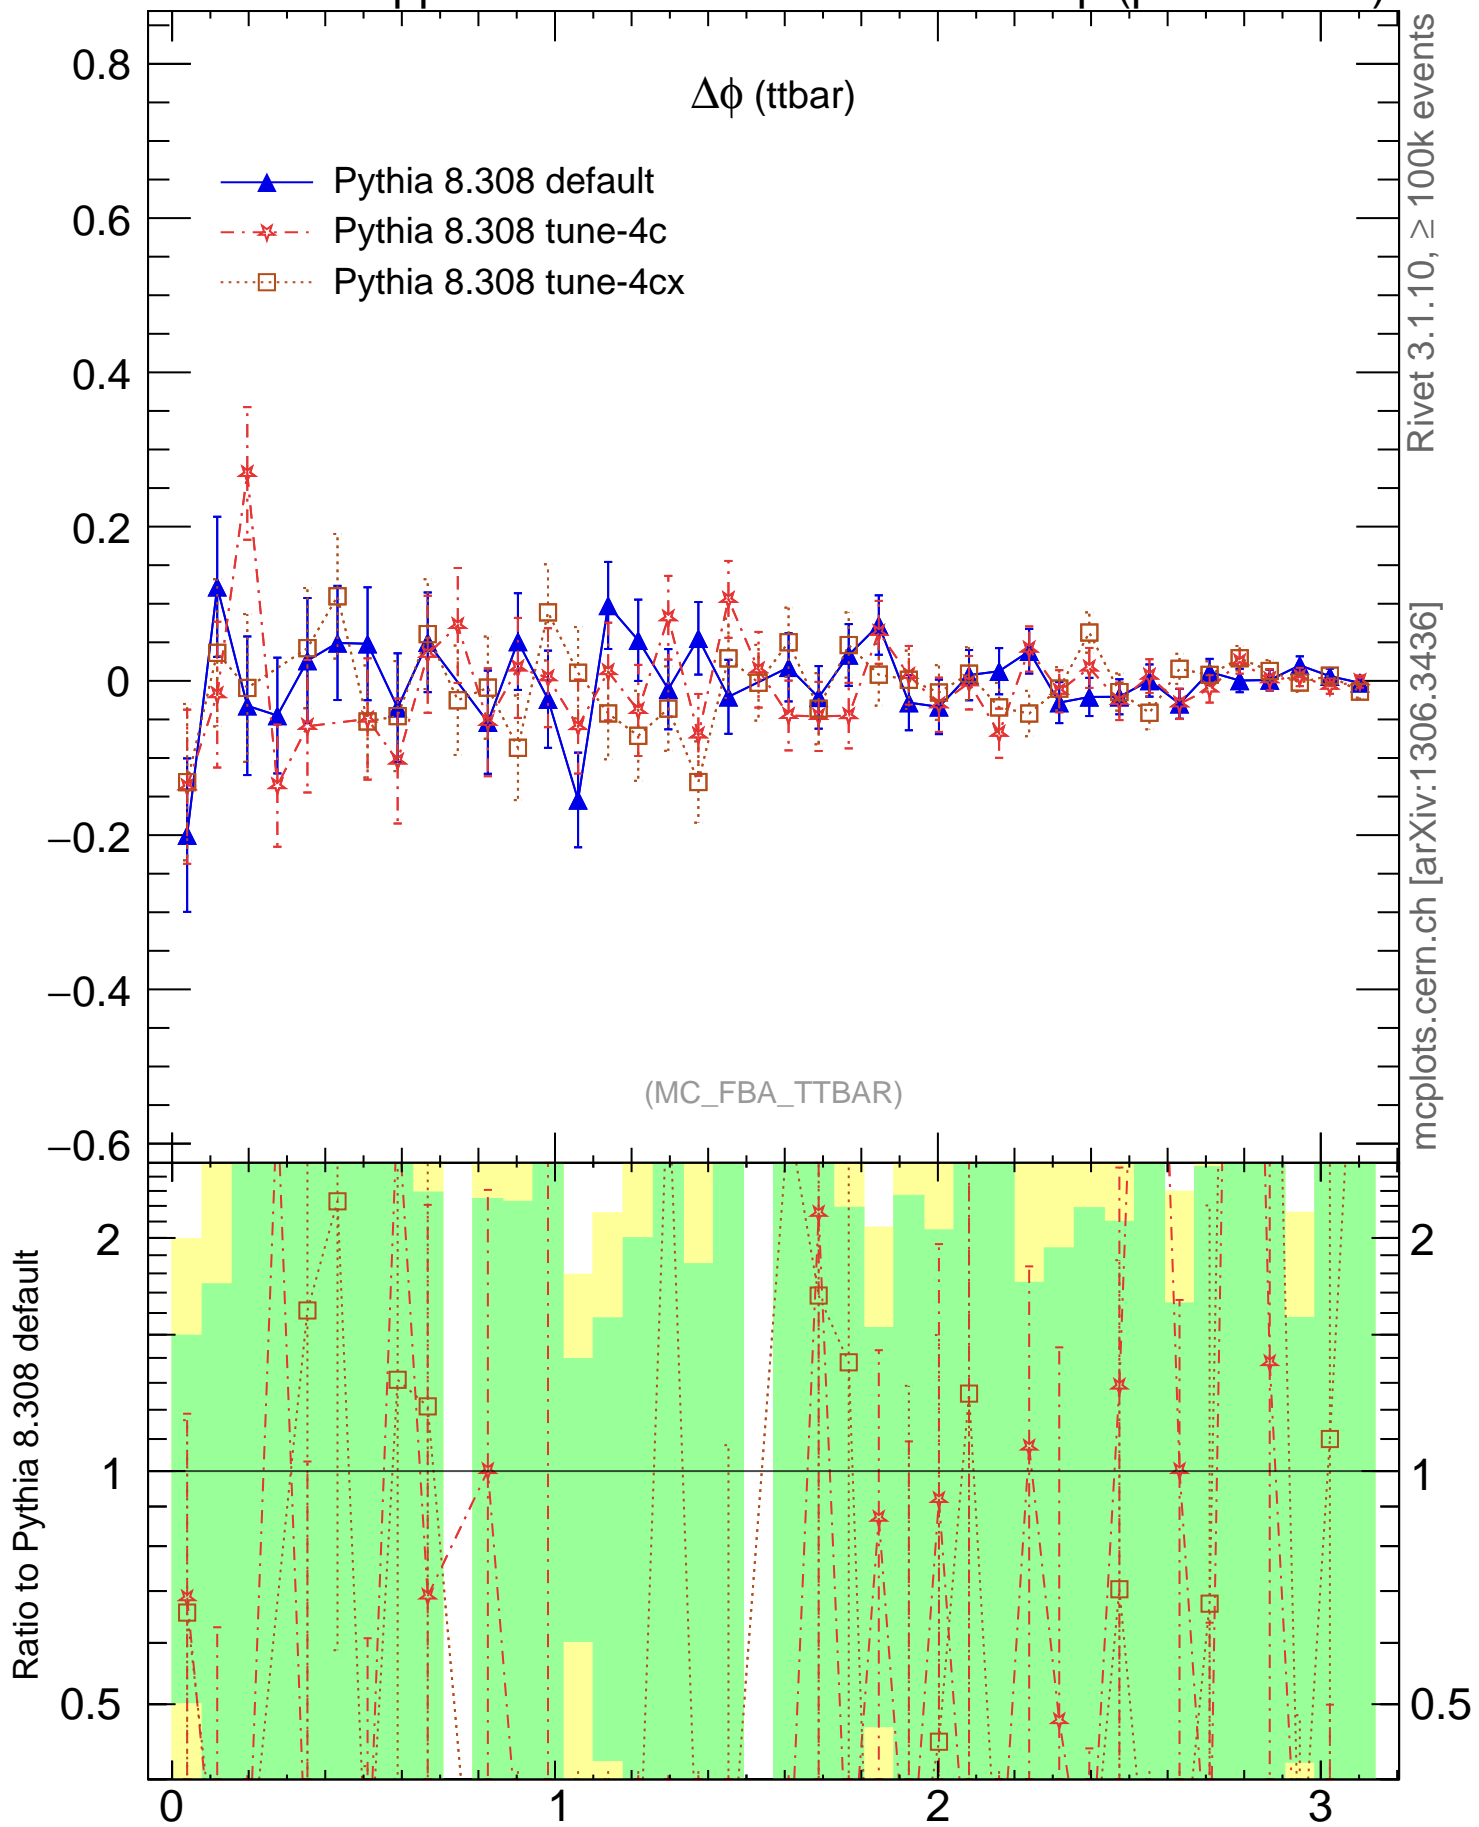 Δϕ (ttbar)
Pythia 8.308 default
Pythia 8.308 tune-4c
Pythia 8.308 tune-4cx
0.8
0.6
0.4
0.2
0
−0.2
−0.4
−0.6
(MC_FBA_TTBAR)
Rivet 3.1.10, ≥ 100k events
mcplots.cern.ch [arXiv:1306.3436]
Ratio to Pythia 8.308 default
2
1
0.5
2
1
0.5
0
1
2
3